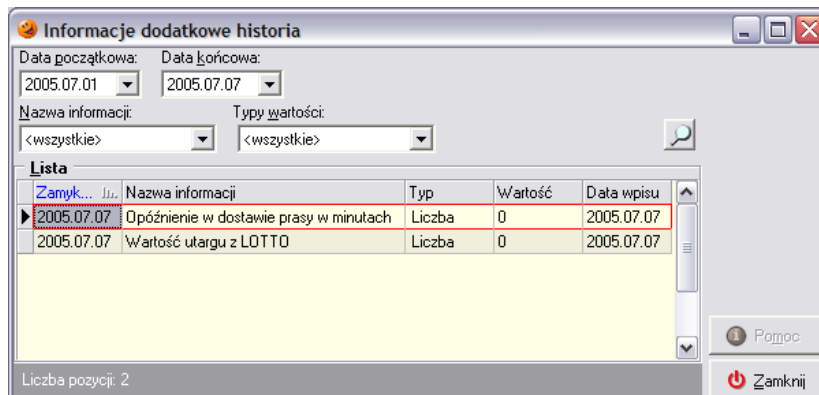 Informacje dodatkowe historia
Data początkowa: Data końcowa:
2005.07.01 2005.07.07
Nazwa informacji: Typy wartości:
<wszystkie> <wszystkie>
Lista
Zamyk... Nazwa informacji Typ Wartość Data wpisu
2005.07.07 Opóźnienie w dostawie prasy w minutach Liczba 0 2005.07.07
2005.07.07 Wartość utargu z LOTTO Liczba 0 2005.07.07
Pomoc
Liczba pozycji: 2 Zamknij